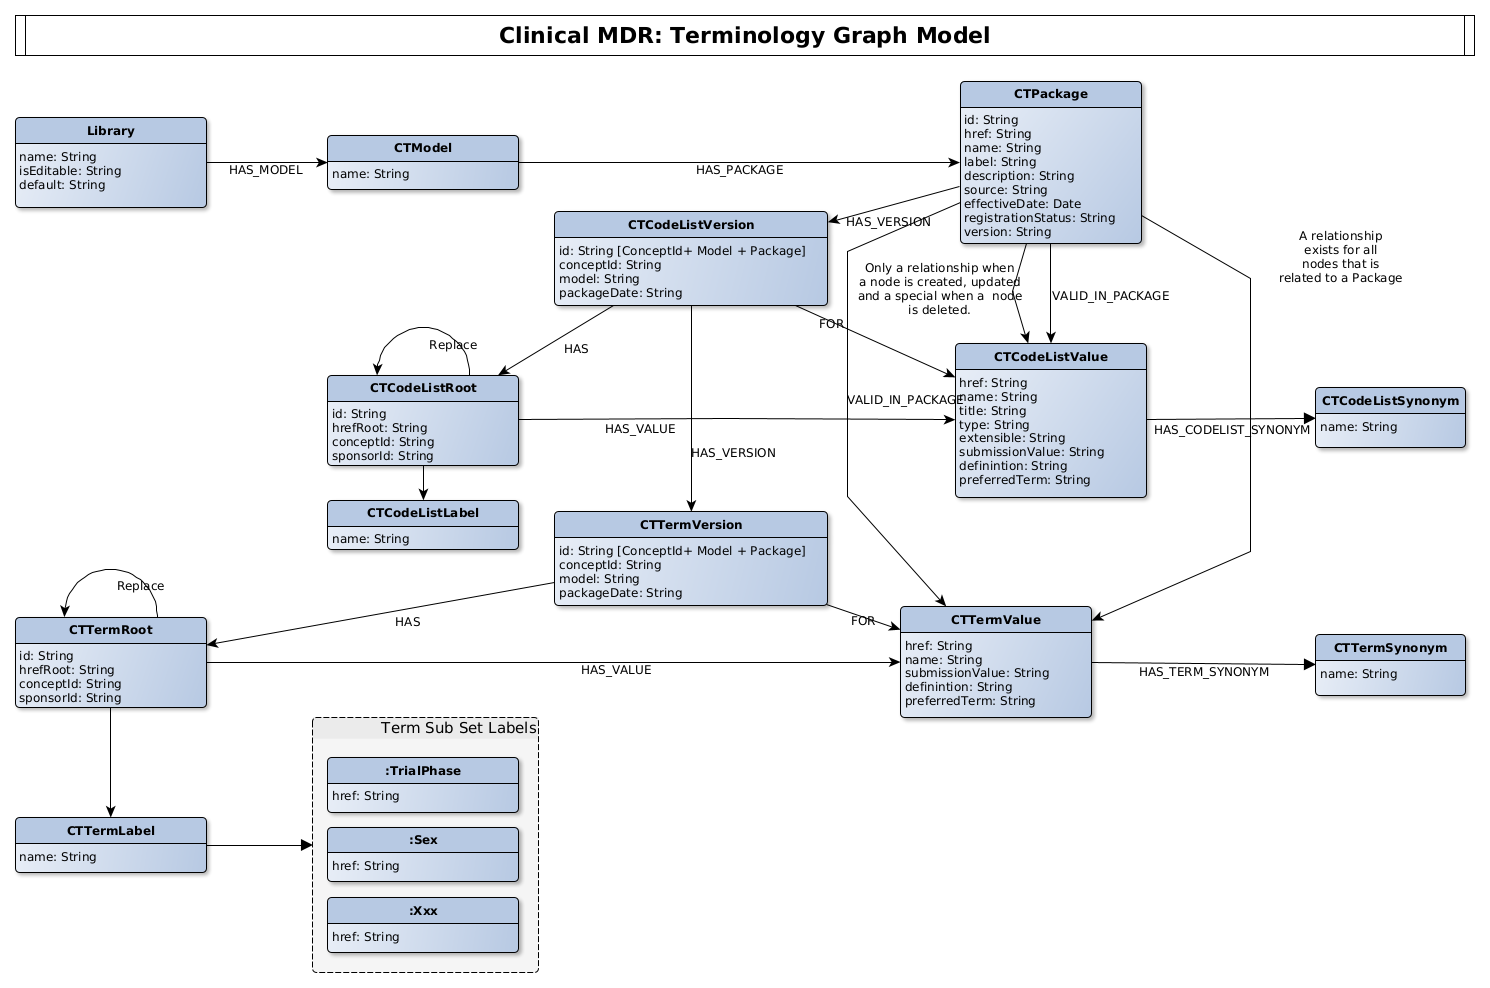 Clinical MDR: Terminology Graph Model
Library
name: String
isEditable: String
default: String
HAS_MODEL
CTModel
name: String
HAS_PACKAGE
CTPackage
id: String
href: String
name: String
label: String
description: String
source: String
effectiveDate: Date
registrationStatus: String
version: String
HAS_VERSION
CTCodeListVersion
id: String [ConceptId+ Model + Package]
conceptId: String
model: String
packageDate: String
Only a relationship when
a node is created, updated
and a special when a  node
is deleted.
VALID_IN_PACKAGE
A relationship
exists for all
nodes that is
related to a Package
FOR
HAS
Replace
CTCodeListRoot
id: String
hrefRoot: String
conceptId: String
sponsorId: String
HAS_VALUE
VALID_IN_PACKAGE
CTCodeListValue
href: String
name: String
title: String
type: String
extensible: String
submissionValue: String
definintion: String
preferredTerm: String
HAS_CODELIST_SYNONYM
CTCodeListSynonym
name: String
HAS_VERSION
CTCodeListLabel
name: String
CTTermVersion
id: String [ConceptId+ Model + Package]
conceptId: String
model: String
packageDate: String
Replace
HAS
FOR
CTTermRoot
id: String
hrefRoot: String
conceptId: String
sponsorId: String
HAS_VALUE
CTTermValue
href: String
name: String
submissionValue: String
definintion: String
preferredTerm: String
HAS_TERM_SYNONYM
CTTermSynonym
name: String
Term Sub Set Labels
:TrialPhase
href: String
CTTermLabel
name: String
:Sex
href: String
:Xxx
href: String